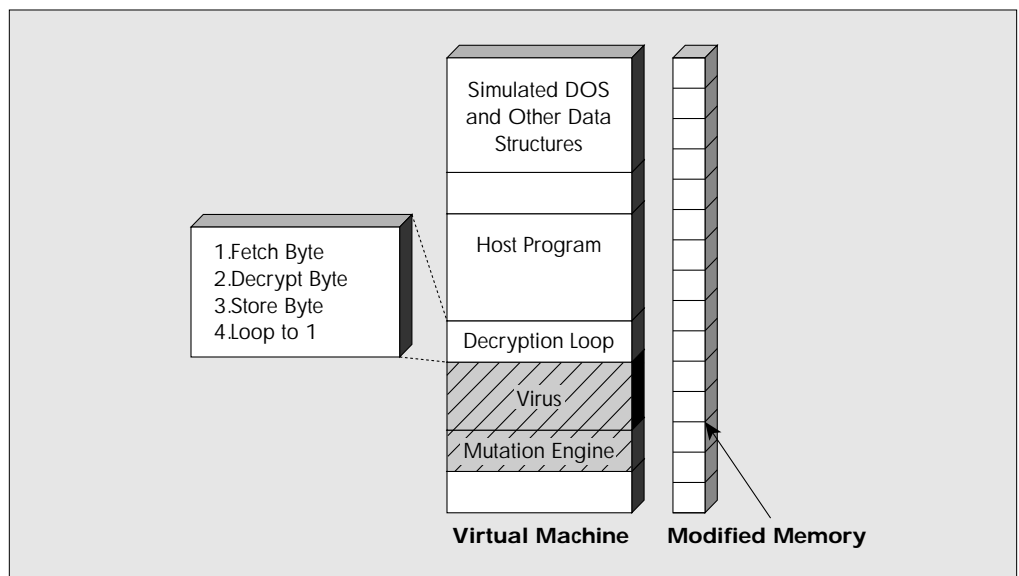 Simulated DOS
and Other Data
Structures
Host Program
1.Fetch Byte
2.Decrypt Byte
3.Store Byte
4.Loop to 1
Decryption Loop
Virus
Mutation Engine
Virtual Machine
Modified Memory